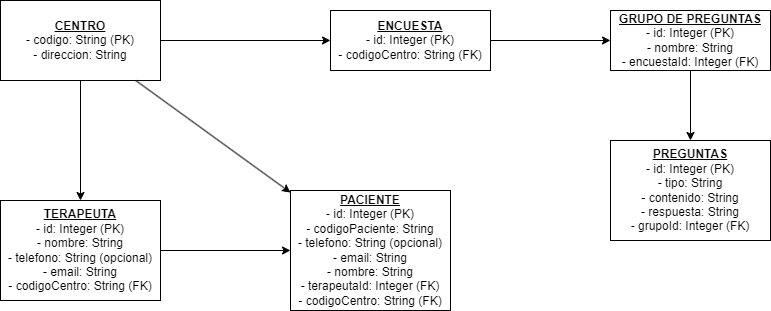 CENTRO
- codigo: String (PK)
- direccion: String
ENCUESTA
- id: Integer (PK)
- codigoCentro: String (FK)
GRUPO DE PREGUNTAS
- id: Integer (PK)
- nombre: String
- encuestaId: Integer (FK)
PREGUNTAS
- id: Integer (PK)
- tipo: String
- contenido: String
- respuesta: String
- grupoId: Integer (FK)
TERAPEUTA
- id: Integer (PK)
- nombre: String
- telefono: String (opcional)
- email: String
- codigoCentro: String (FK)
PACIENTE
- id: Integer (PK)
- codigoPaciente: String
- telefono: String (opcional)
- email: String
- nombre: String
- terapeutaId: Integer (FK)
- codigoCentro: String (FK)